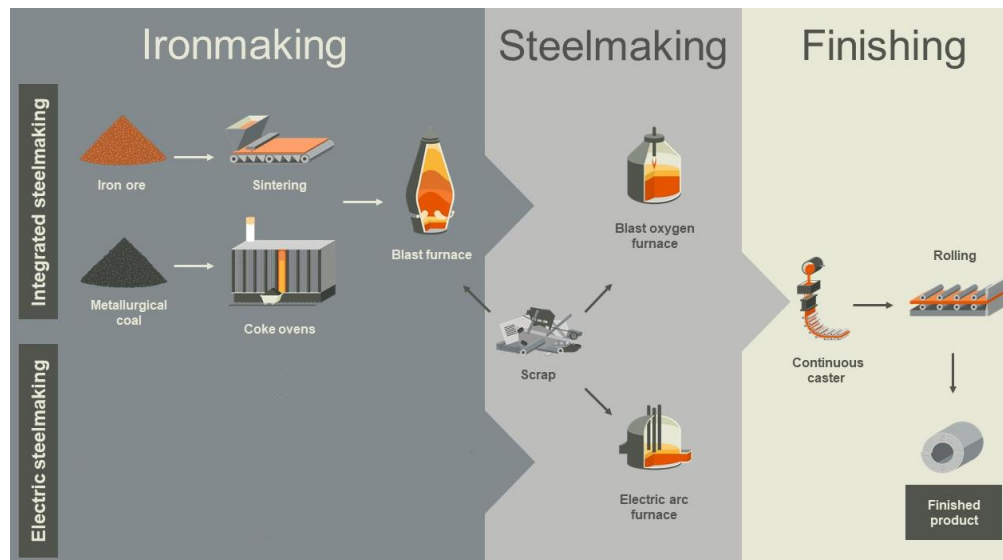 Ironmaking
Steelmaking
Finishing
Integrated steelmaking
Iron ore
Sintering
Blast furnace
Metallurgical
coal
Coke ovens
Blast oxygen
furnace
Scrap
Rolling
Continuous
caster
Electric steelmaking
Electric arc
furnace
Finished
product